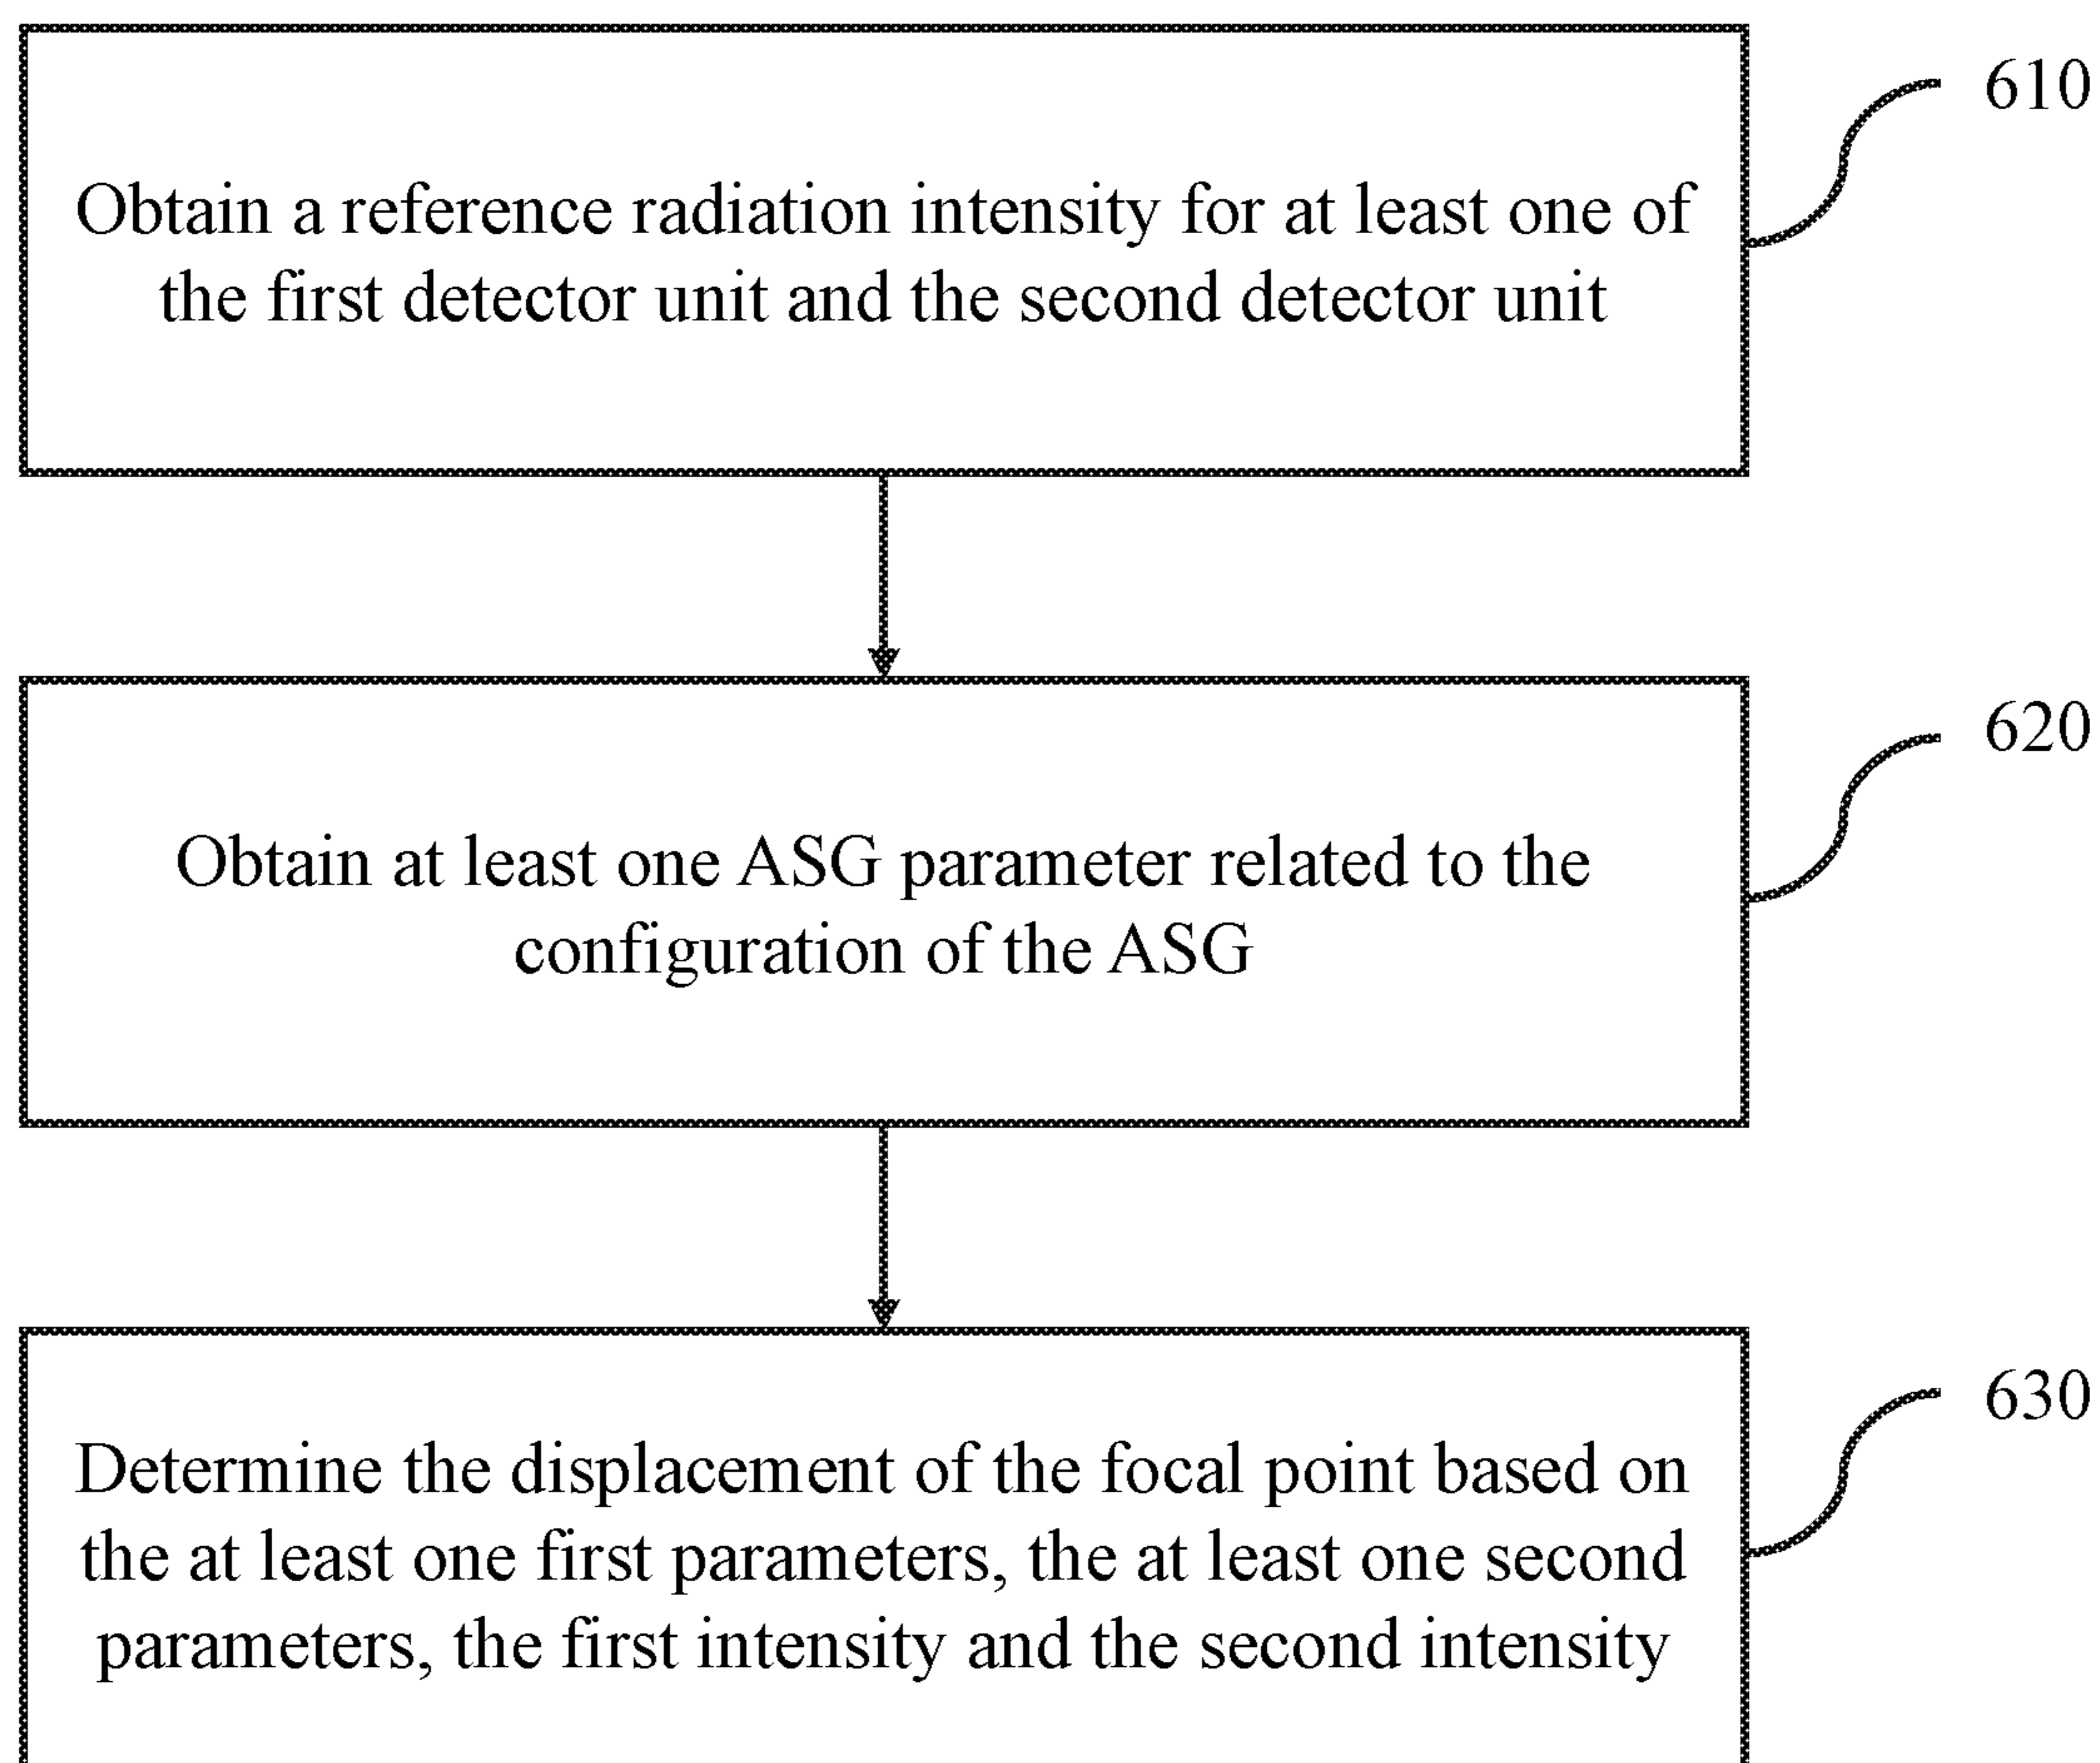 610
Obtain a reference radiation intensity for at least one of
the first detector unit and the second detector unit
620
Obtain at least one ASG parameter related to the
configuration of the ASG
630
Determine the displacement of the focal point based on
the at least one first parameters, the at least one second
parameters, the first intensity and the second intensity